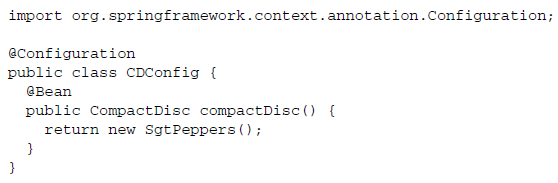 import org.springframework.context.annotation.Configuration;

@Configuration
public class CDConfig {
  @Bean
  public CompactDisc compactDisc() {
    return new SgtPeppers();
  }
}